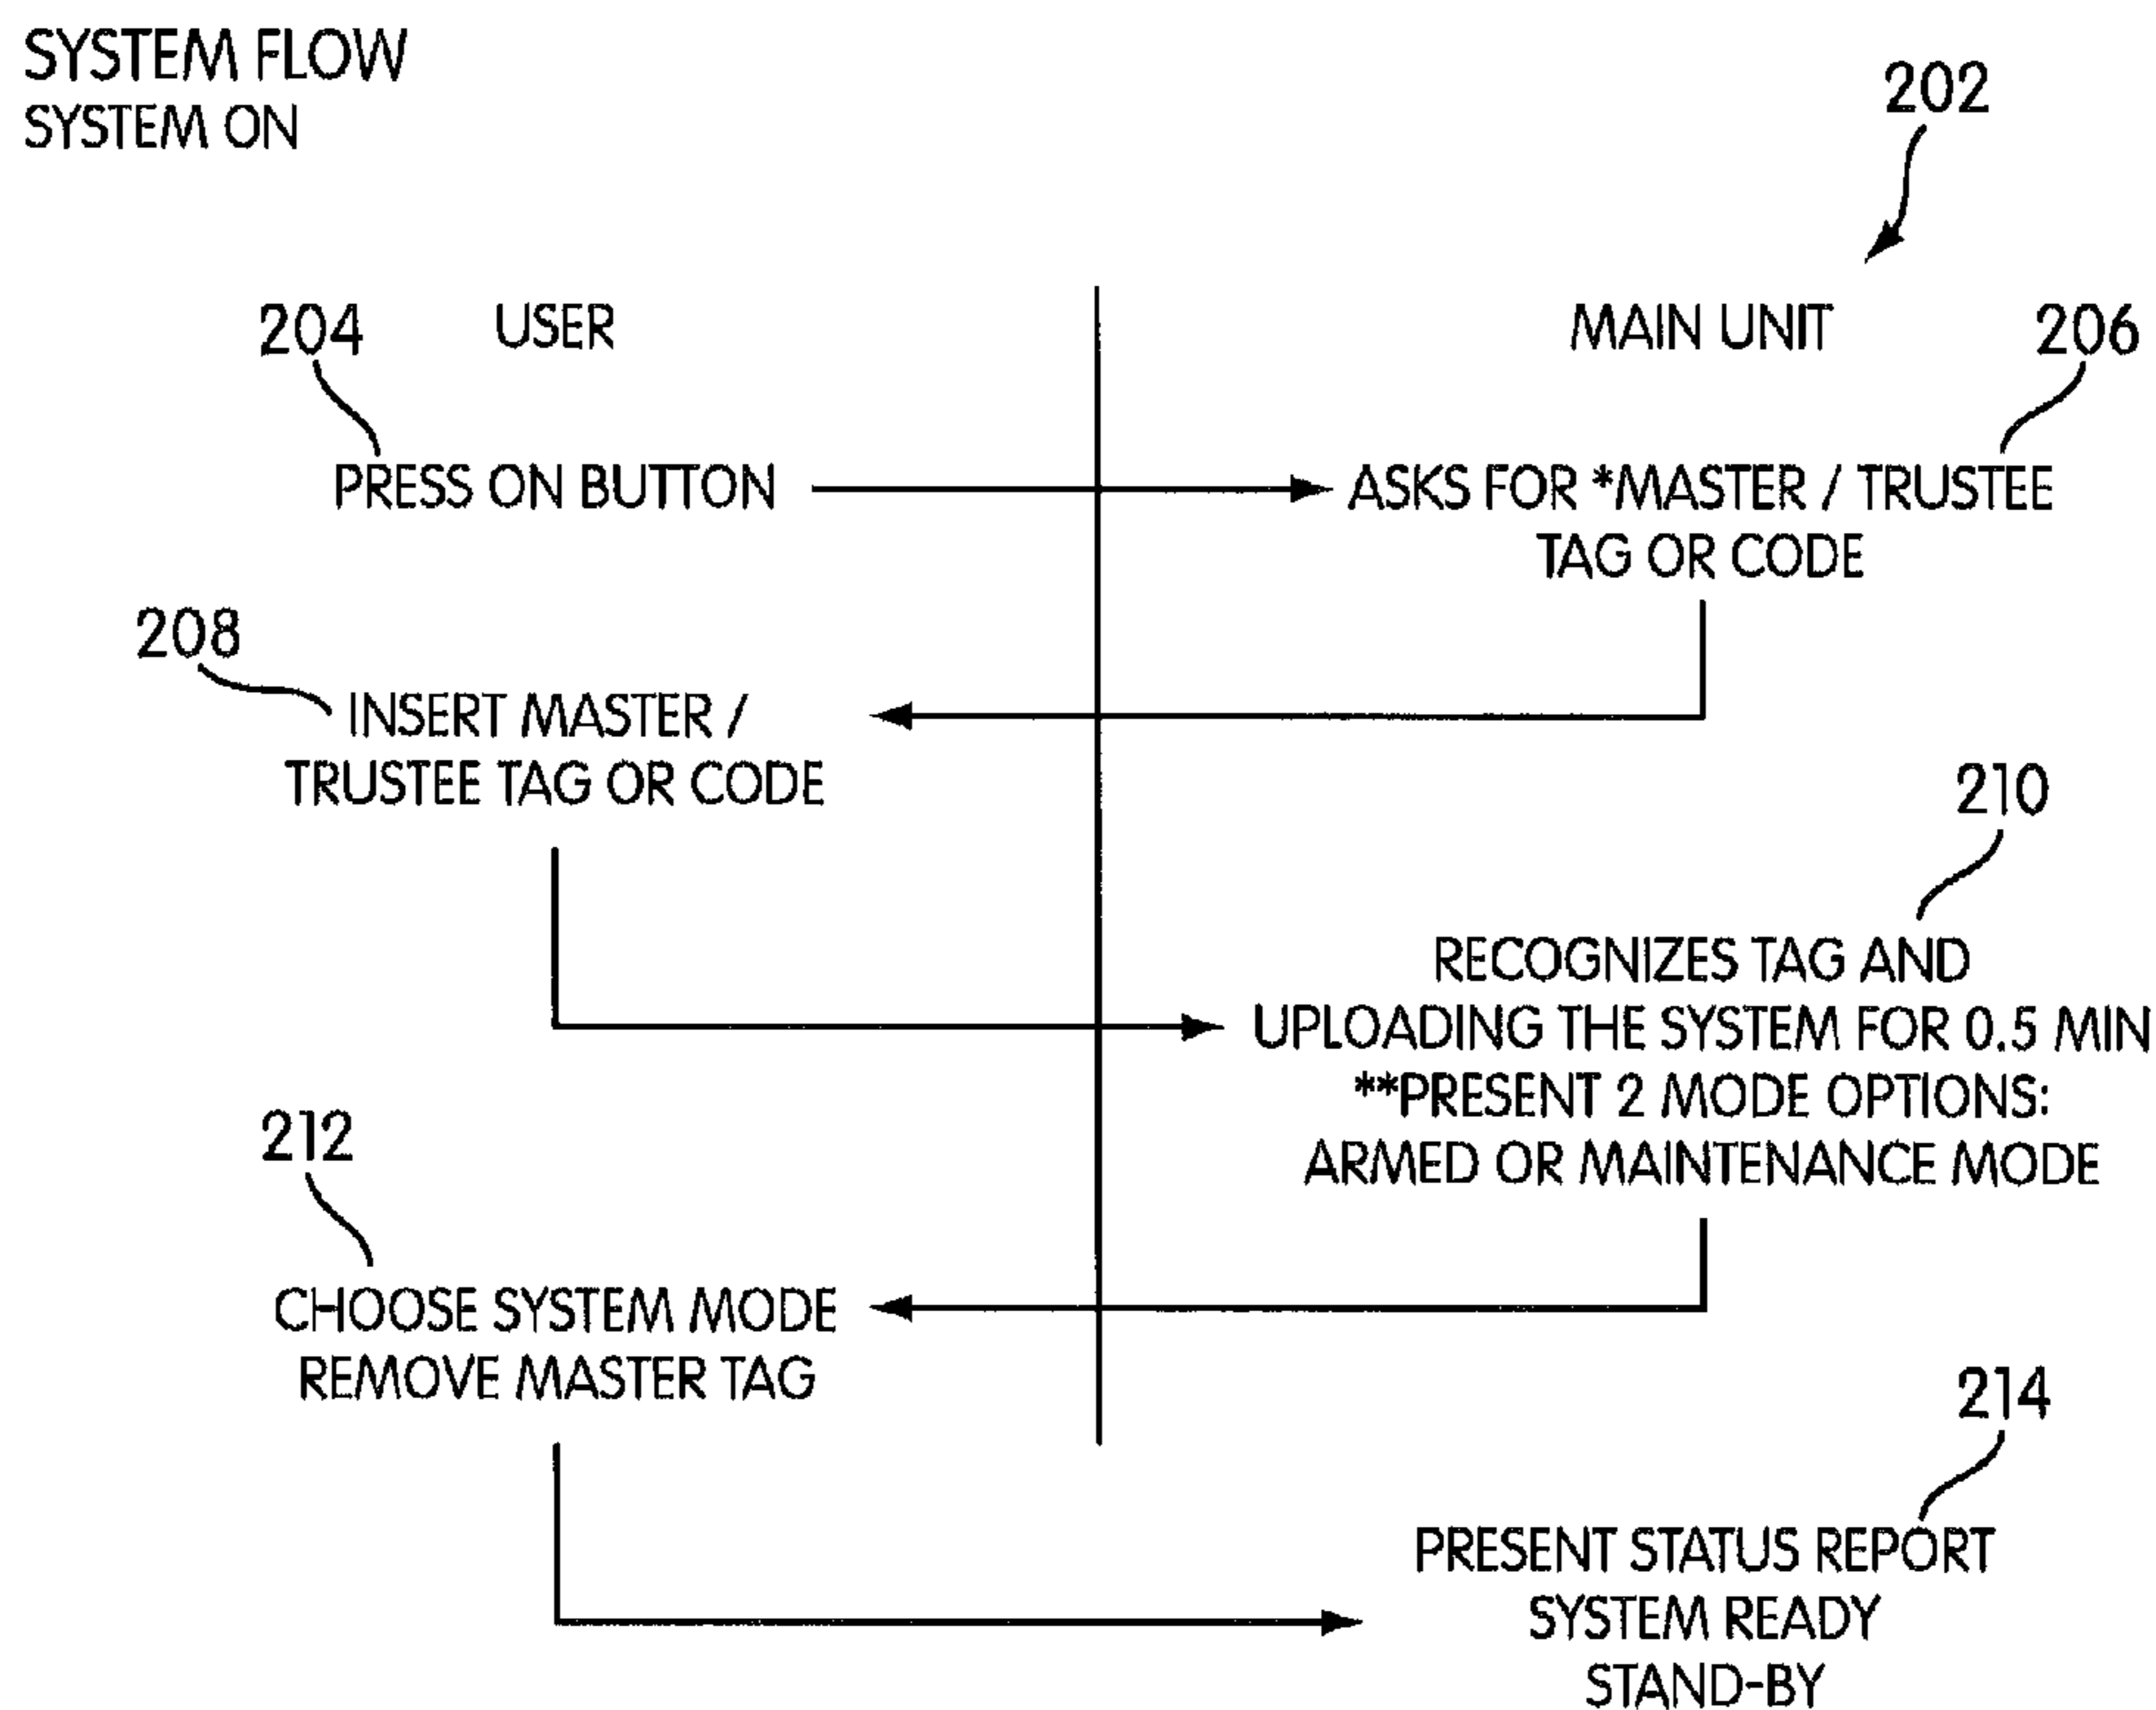 SYSTEM FLOW
SYSTEM ON
202
204
USER
MAIN UNIT
206
PRESS ON BUTTON
ASKS FOR *MASTER / TRUSTEE
TAG OR CODE
208
INSERT MASTER /
TRUSTEE TAG OR CODE
210
RECOGNIZES TAG AND
UPLOADING THE SYSTEM FOR 0.5 MIN
**PRESENT 2 MODE OPTIONS:
ARMED OR MAINTENANCE MODE
212
CHOOSE SYSTEM MODE
REMOVE MASTER TAG
214
PRESENT STATUS REPORT
SYSTEM READY
STAND-BY